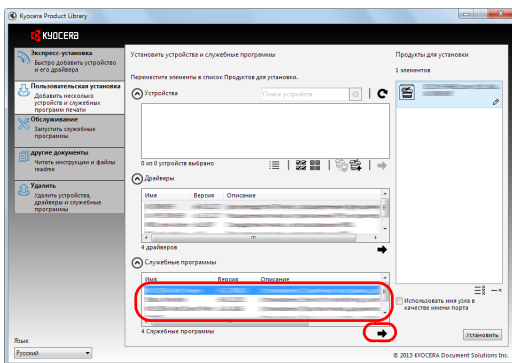 Kyocera Product Library
KYOCERA
Экспресс-установка
Быстро добавить устройство
и его драйвера
Пользовательская установка
Добавить несколько
устройств и служебных
программ печати
Обслуживание
Запустить служебные
программы
Другие документы
Читать инструкции и файлы
readme
Удалить
Удалить устройства,
драйверы и служебные
программы
Язык
Русский
Установить устройства и служебные программы
Переместите элементы в список Продуктов для установки.
Устройства
Поиск устройств
0 из 0 устройств выбрано
Драйверы
Имя Версия Описание
4 драйверов
Служебные программы
Имя Версия Описание
4 Служебные программы
Продукты для установки
1 элементов
Использовать имя узла в
качестве имени порта
Установить
© 2013 KYOCERA Document Solutions Inc.